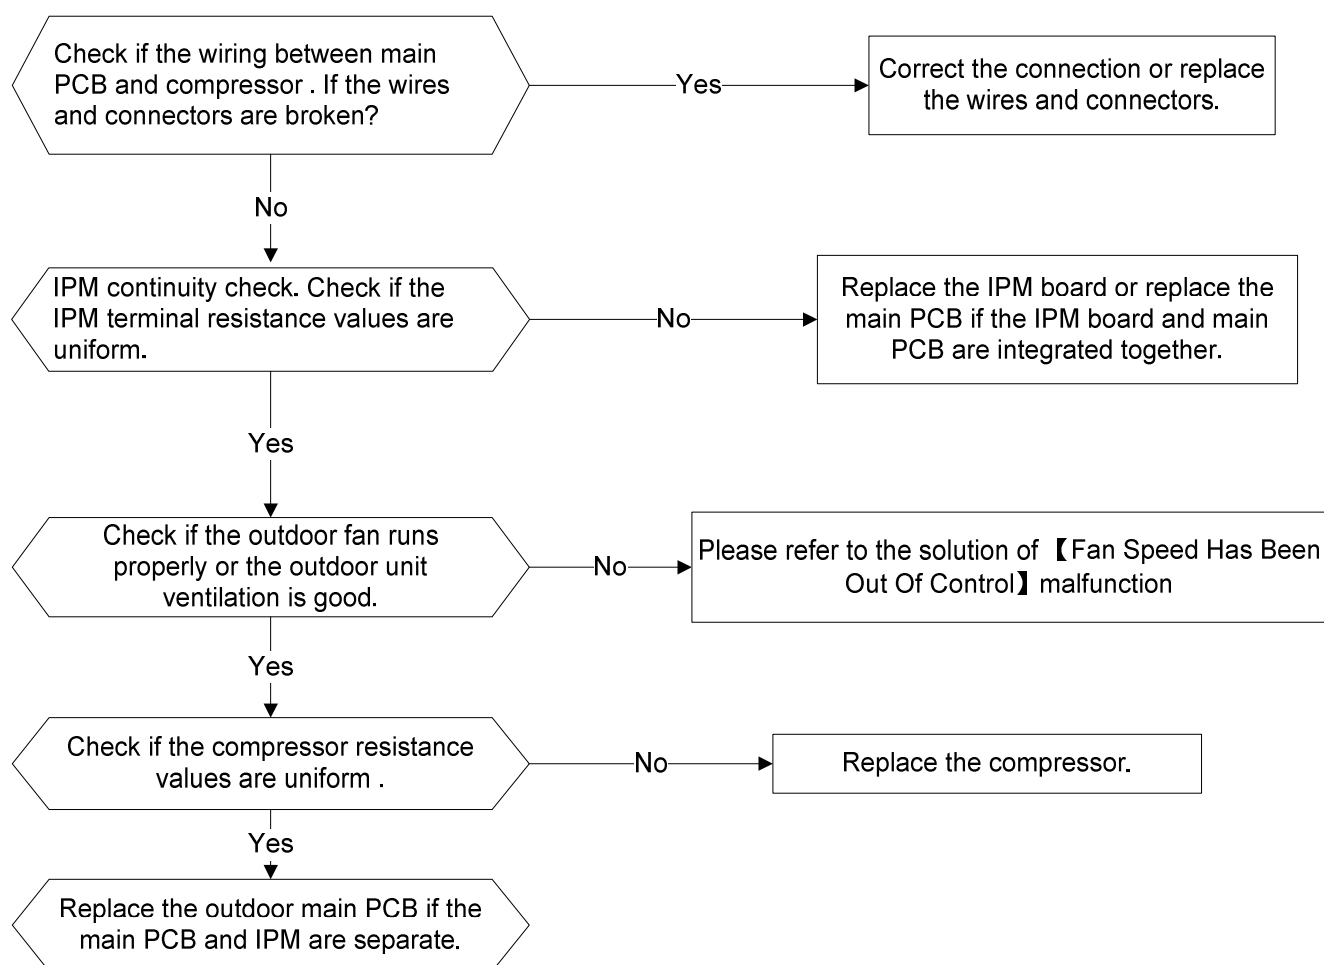 Check if the wiring between main
PCB and compressor . If the wires
and connectors are broken?
Yes
Correct the connection or replace
the wires and connectors.
No
IPM continuity check. Check if the
IPM terminal resistance values are
uniform.
No
Replace the IPM board or replace the
main PCB if the IPM board and main
PCB are integrated together.
Yes
Check if the outdoor fan runs
properly or the outdoor unit
ventilation is good.
No
Please refer to the solution of 【Fan Speed Has Been
Out Of Control】 malfunction
Yes
Check if the compressor resistance
values are uniform .
No
Replace the compressor.
Yes
Replace the outdoor main PCB if the
main PCB and IPM are separate.